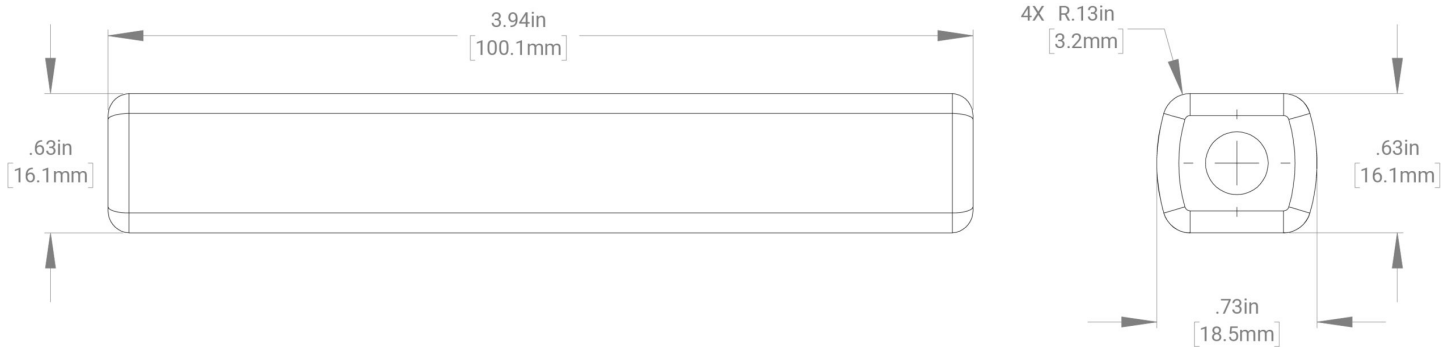 3.94in
[100.1mm]
4X R.13in
[3.2mm]
.63in
[16.1mm]
.63in
[16.1mm]
.73in
[18.5mm]